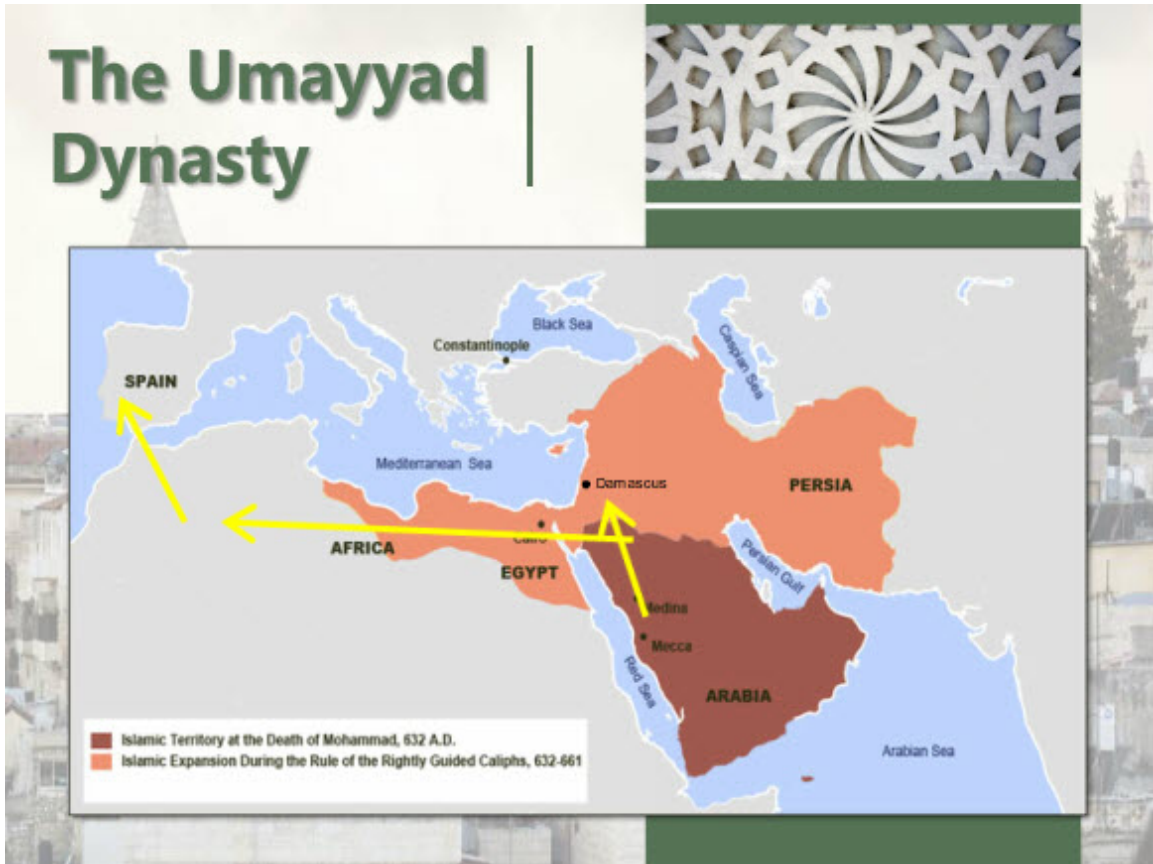 The Umayyad
Dynasty
Black Sea
Constantinople
Caspian Sea
SPAIN
Mediterranean Sea
Damascus
PERSIA
Cairo
AFRICA
EGYPT
Persian Gulf
Medina
Mecca
Red Sea
ARABIA
Islamic Territory at the Death of Mohammad, 632 A.D.
Islamic Expansion During the Rule of the Rightly Guided Caliphs, 632-661
Arabian Sea